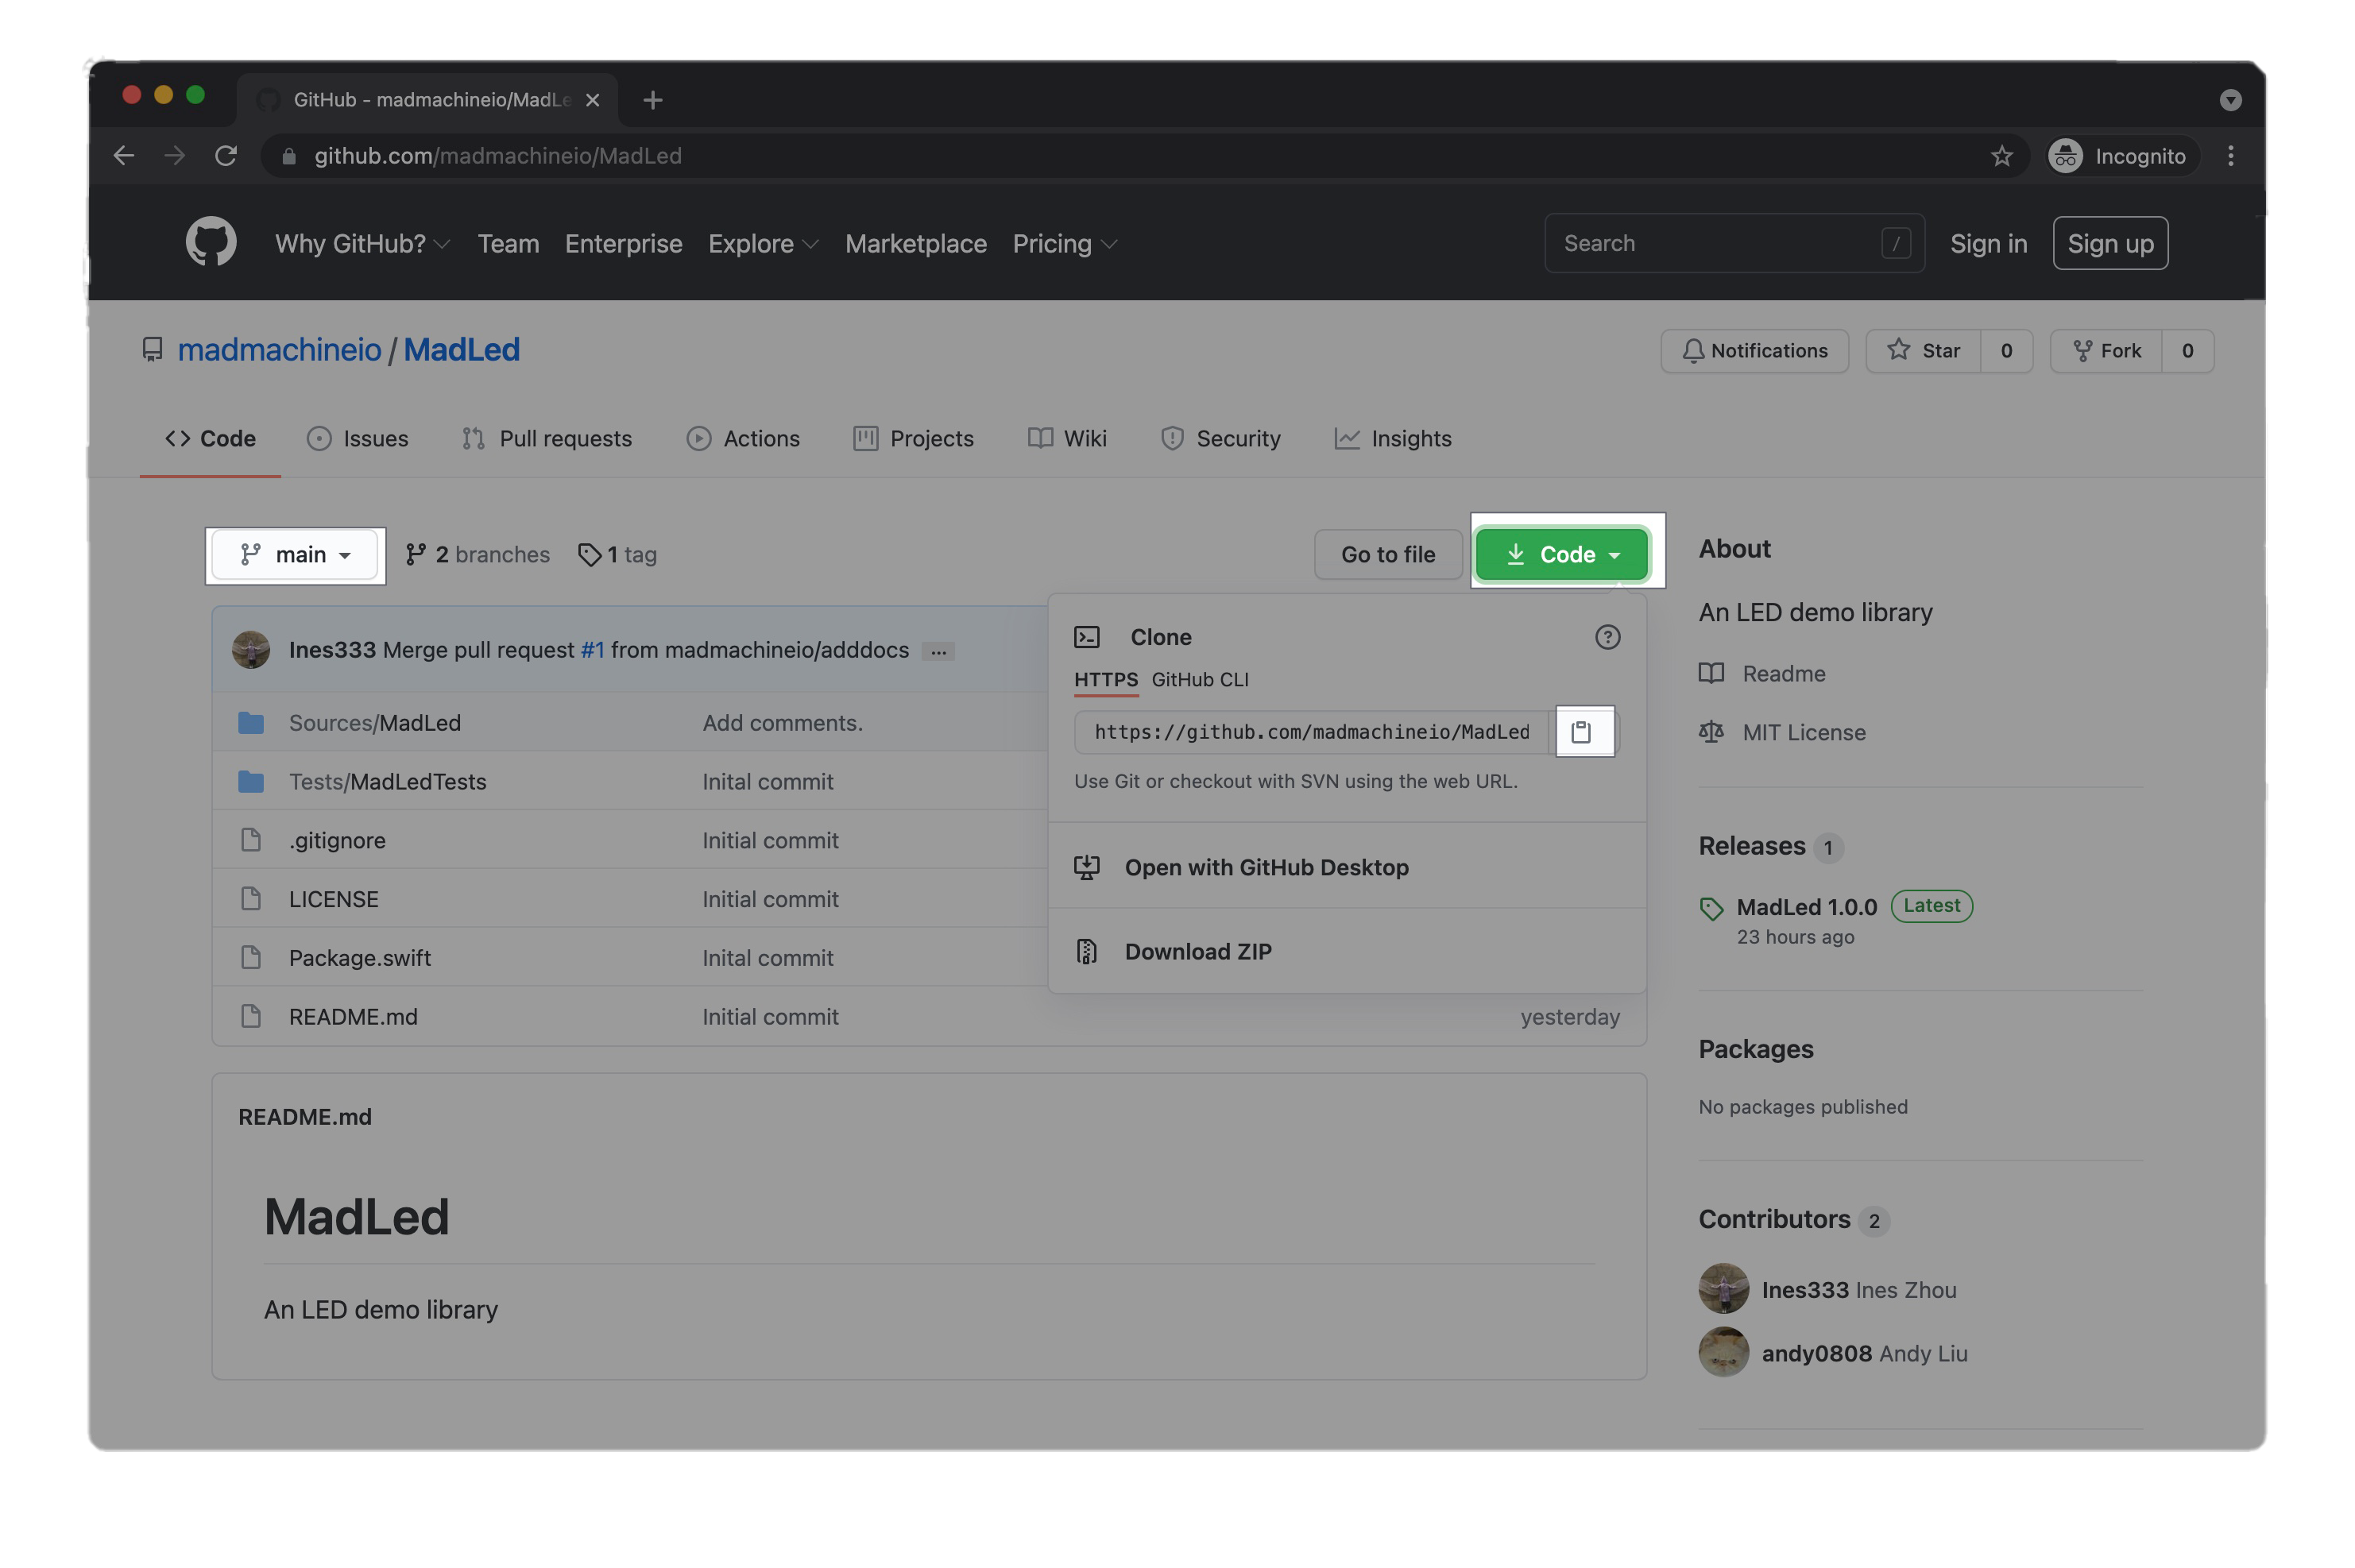 GitHub - madmachineio/MadLe
github.com/madmachineio/MadLed
Incognito
Why GitHub? Team Enterprise Explore Marketplace Pricing
Search /
Sign in
Sign up
madmachineio / MadLed
Notifications
Star 0
Fork 0
Code Issues Pull requests Actions Projects Wiki Security Insights
main 2 branches 1 tag
Go to file
Code
Ines333 Merge pull request #1 from madmachineio/adddocs ...
Sources/MadLed Add comments.
Tests/MadLedTests Inital commit
.gitignore Initial commit
LICENSE Initial commit
Package.swift Inital commit
README.md Initial commit yesterday
Clone
HTTPS GitHub CLI
https://github.com/madmachineio/MadLed
Use Git or checkout with SVN using the web URL.
Open with GitHub Desktop
Download ZIP
README.md
MadLed
An LED demo library
About
An LED demo library
Readme
MIT License
Releases 1
MadLed 1.0.0 Latest
23 hours ago
Packages
No packages published
Contributors 2
Ines333 Ines Zhou
andy0808 Andy Liu